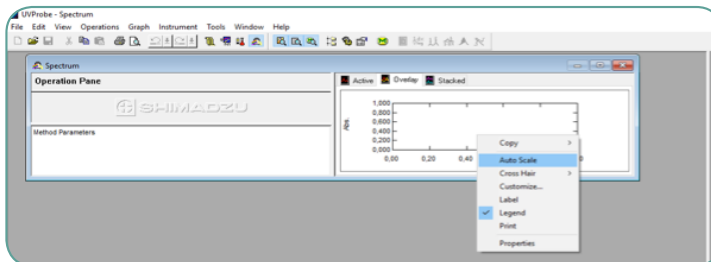 UVProbe - Spectrum
File Edit View Operations Graph Instrument Tools Window Help
Spectrum
Operation Pane
SHIMADZU
Method Parameters
Active Overlay Stacked
Abs.
1,000
0,800
0,600
0,400
0,200
0,000
0,00 0,20 0,40
Copy >
Auto Scale
Cross Hair >
Customize...
Label
✓ Legend
Print
Properties